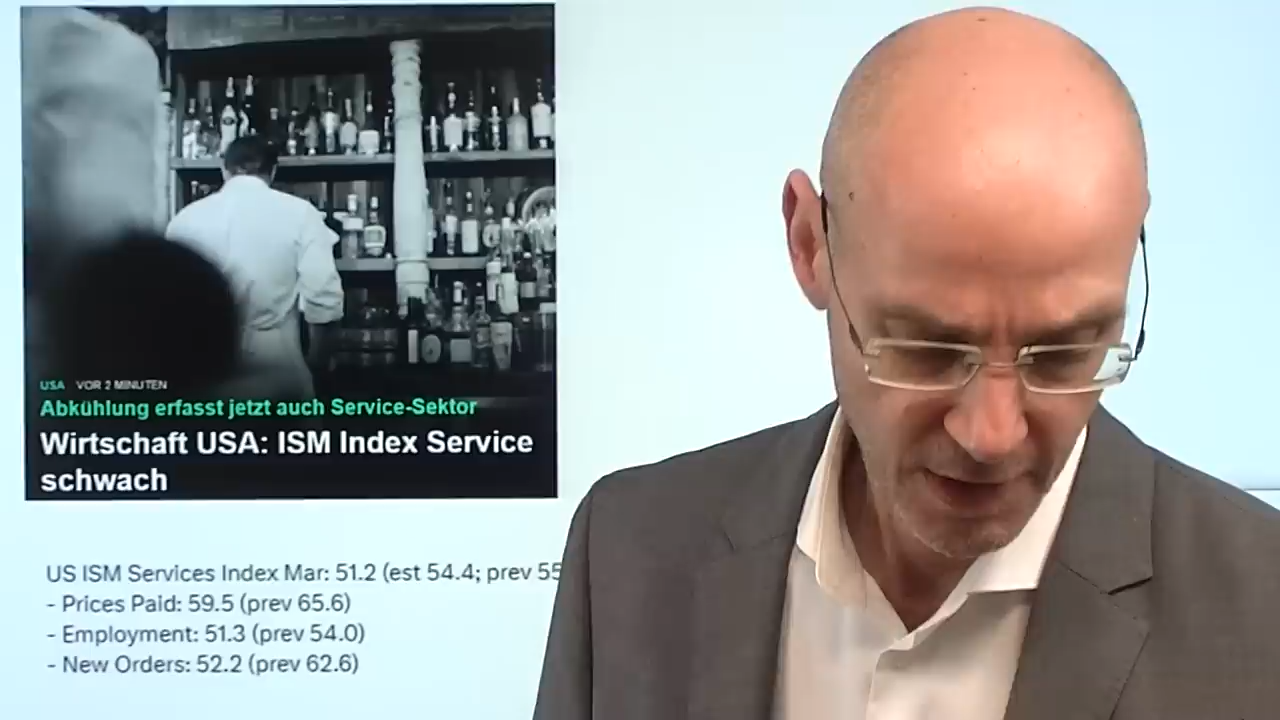 USA VOR 2 MINUTEN
Abkühlung erfasst jetzt auch Service-Sektor
Wirtschaft USA: ISM Index Service
schwach
US ISM Services Index Mar: 51.2 (est 54.4; prev 55
- Prices Paid: 59.5 (prev 65.6)
- Employment: 51.3 (prev 54.0)
- New Orders: 52.2 (prev 62.6)